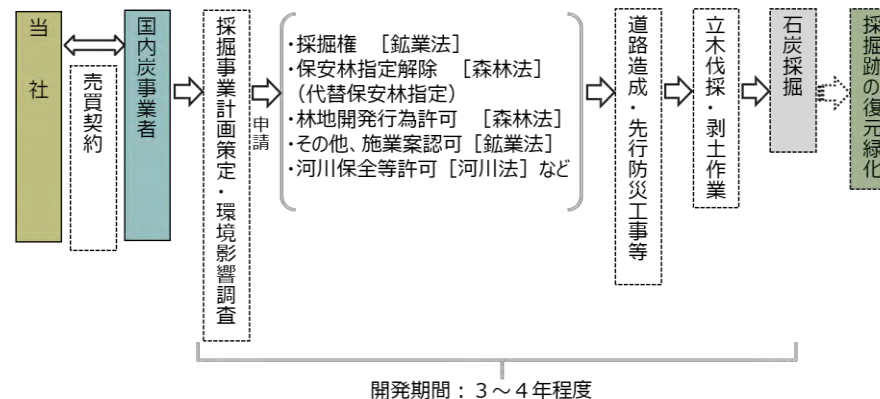 当社
売買契約
国内炭事業者
採掘事業計画策定・環境影響調査
申請
・採掘権 ［鉱業法］
・保安林指定解除 ［森林法］
（代替保安林指定）
・林地開発行為許可 ［森林法］
・その他、施業案認可［鉱業法］
・河川保全等許可［河川法］など
道路造成・先行防災工事等
立木伐採・剥土作業
石炭採掘
採掘跡の復元緑化
開発期間：３～４年程度